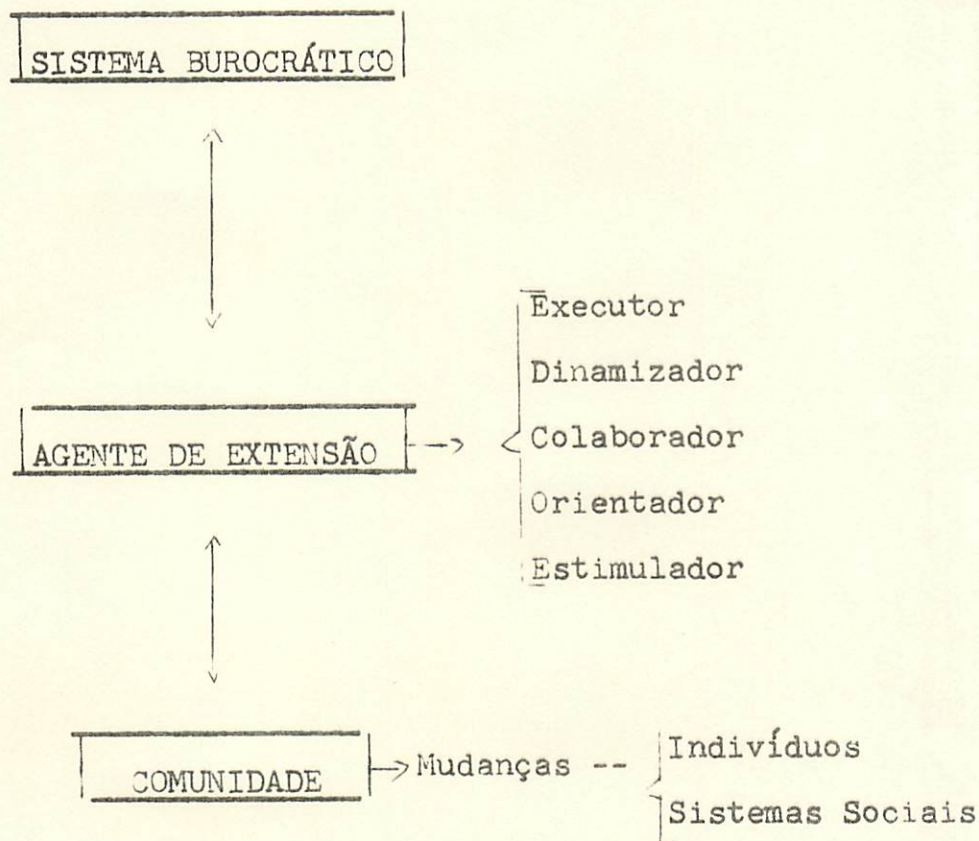 SISTEMA BUROCRÁTICO
Executor
Dinamizador
AGENTE DE EXTENSÃO --> Colaborador
Orientador
Estimulador
COMUNIDADE -> Mudanças -- Indivíduos
Sistemas Sociais